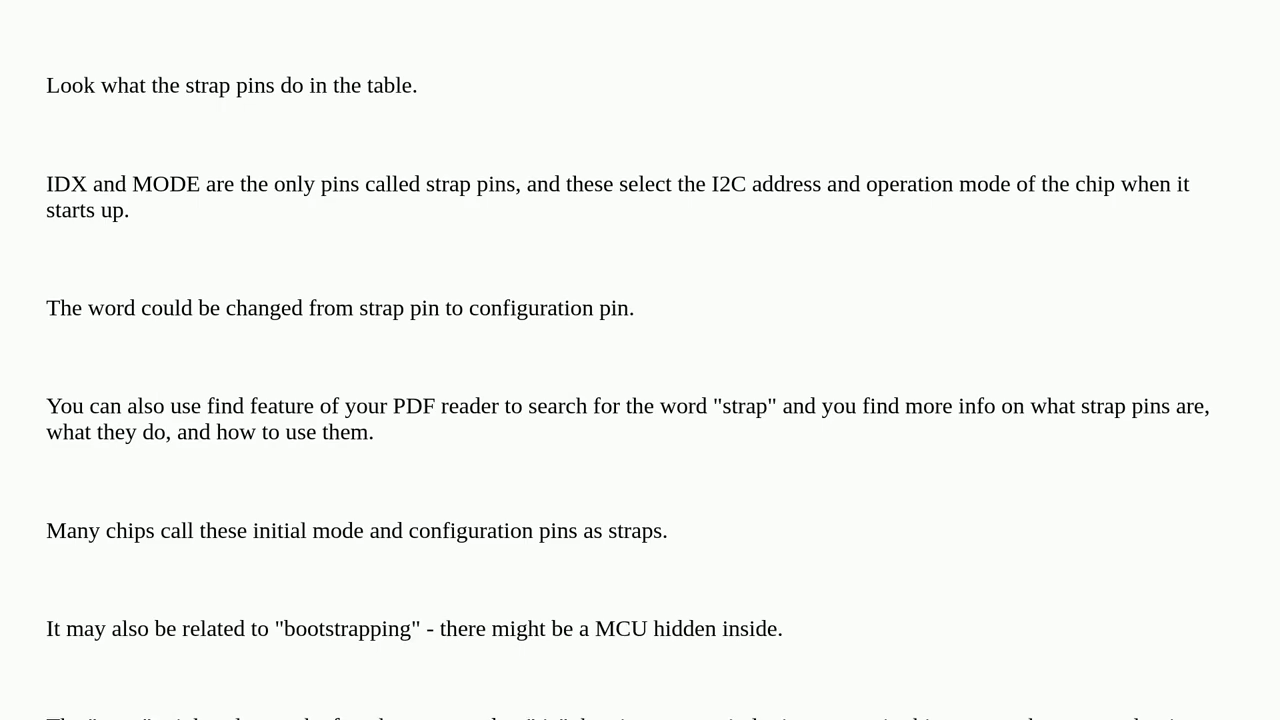 Look what the strap pins do in the table.
IDX and MODE are the only pins called strap pins, and these select the I2C address and operation mode of the chip when it
starts up.
The word could be changed from strap pin to configuration pin.
You can also use find feature of your PDF reader to search for the word "strap" and you find more info on what strap pins are,
what they do, and how to use them.
Many chips call these initial mode and configuration pins as straps.
It may also be related to "bootstrapping" - there might be a MCU hidden inside.